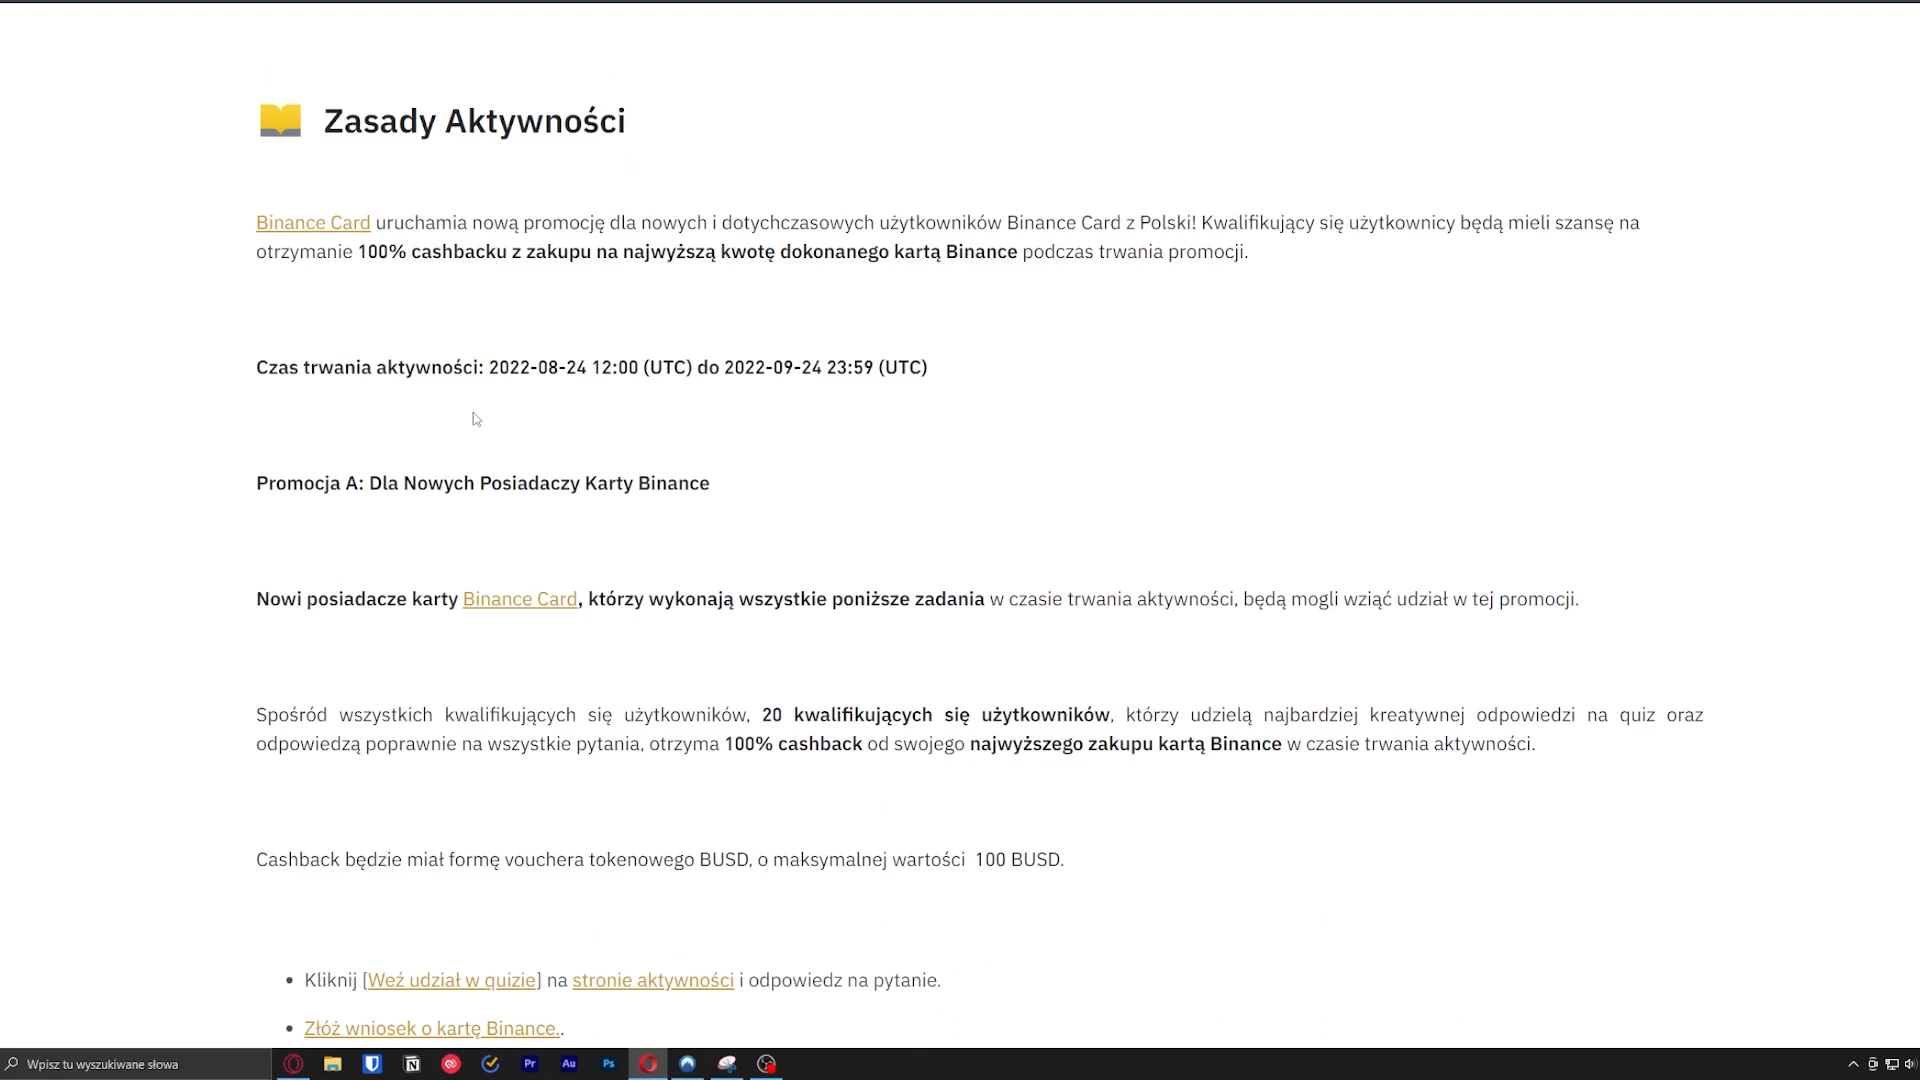 Zasady Aktywności
Binance Card uruchamia nową promocję dla nowych i dotychczasowych użytkowników Binance Card z Polski! Kwalifikujący się użytkownicy będą mieli szansę na
otrzymanie 100% cashbacku z zakupu na najwyższą kwotę dokonanego kartą Binance podczas trwania promocji.
Czas trwania aktywności: 2022-08-24 12:00 (UTC) do 2022-09-24 23:59 (UTC)
Promocja A: Dla Nowych Posiadaczy Karty Binance
Nowi posiadacze karty Binance Card, którzy wykonają wszystkie poniższe zadania w czasie trwania aktywności, będą mogli wziąć udział w tej promocji.
Spośród wszystkich kwalifikujących się użytkowników, 20 kwalifikujących się użytkowników, którzy udzielą najbardziej kreatywnej odpowiedzi na quiz oraz
odpowiedzą poprawnie na wszystkie pytania, otrzyma 100% cashback od swojego najwyższego zakupu kartą Binance w czasie trwania aktywności.
Cashback będzie miał formę vouchera tokenowego BUSD, o maksymalnej wartości 100 BUSD.
• Kliknij [Weź udział w quizie] na stronie aktywności i odpowiedz na pytanie.
• Złóż wniosek o kartę Binance..
Wpisz tu wyszukiwane słowa
N Pr Au Ps